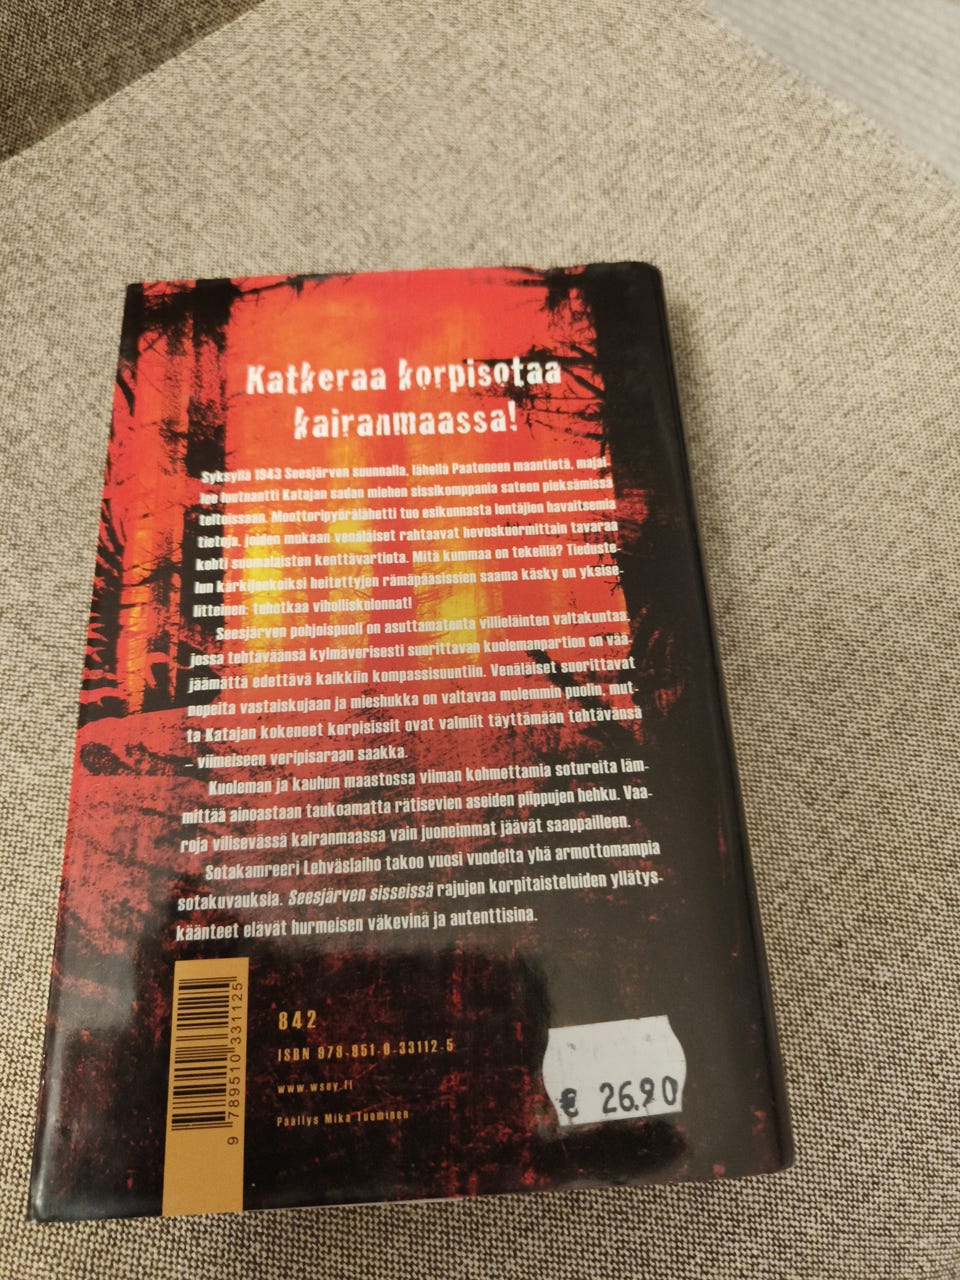 Katkeraa korpisotaa
kairanmaassa!
Syksyllä 1943 Seesjärven suunnalla, lähellä Paateneen maantietä, majai-
lee luutnantti Katajan sadan miehen sissikomppania sateen pieksämissä
teltoissaan. Moottoripyörälähetti tuo esikunnasta lentäjien havaitsemia
tietoja, joiden mukaan venäläiset rahtaavat hevoskuormittain tavaraa
kohti suomalaisten kenttävartiota. Mitä kummaa on tekeillä? Tieduste-
lun kärkijoukoiksi heitettyjen rämäpääsissien saama käsky on yksise-
litteinen: tuhotkaa vihollískolonnat!
Seesjärven pohjoispuoli on asuttamatonta villieläinten valtakuntaa,
jossa tehtäväänsä kylmäverisesti suorittavan kuolemanpartion on vää-
jäämättä edettävä kaikkiin kompassisuuntiin. Venäläiset suorittavat
nopeita vastaiskujaan ja mieshukka on valtavaa molemmin puolin, mut-
ta Katajan kokeneet korpisissit ovat valmiit täyttämään tehtävänsä
– viimeiseen veripisaraan saakka.
Kuoleman ja kauhun maastossa viiman kohmettamia sotureita läm-
mittää ainoastaan taukoamatta rätisevien aseiden piippujen hehku. Vaa-
roja vilisevässä kairanmaassa vain juoneimmat jäävät saappailleen.
Sotakamreeri Lehväslaiho takoo vuosi vuodelta yhä armottomampia
sotakuvauksia. Seesjärven sisseissä rajujen korpitaisteluiden yllätys-
käänteet elävät hurmeisen väkevinä ja autenttisina.
9 789510 331125
842
ISBN 978-951-0-33112-5
www.wsoy.fi
Päällys Mika Tuominen
€ 26.90